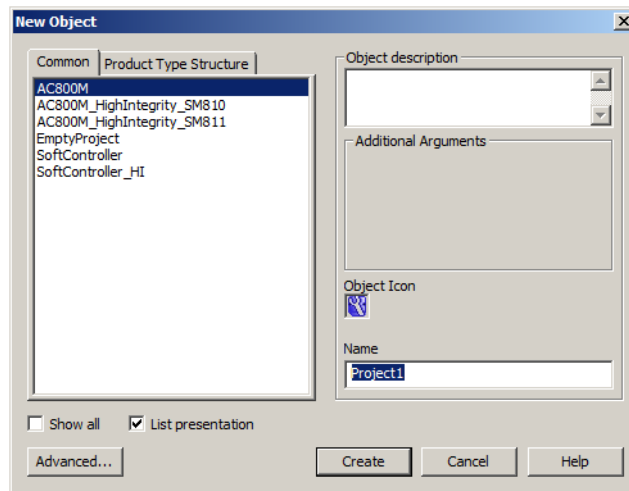 New Object
Common
Product Type Structure
AC800M
AC800M_HighIntegrity_SM810
AC800M_HighIntegrity_SM811
EmptyProject
SoftController
SoftController_HI
Object description
Additional Arguments
Object Icon
Name
Project1
Show all
List presentation
Advanced...
Create
Cancel
Help